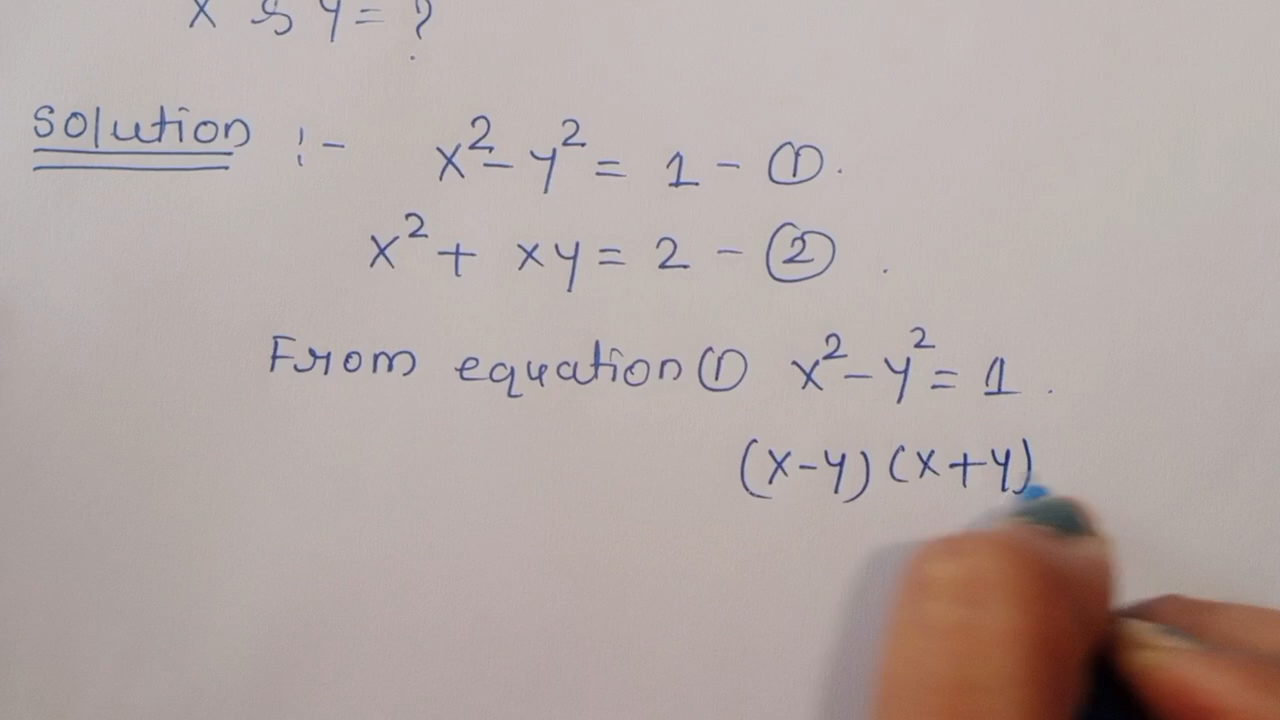 x & y = ?
Solution :- x² - y² = 1 - ①.
x² + xy = 2 - ② .
From equation ① x² - y² = 1 .
(x-y) (x+y)